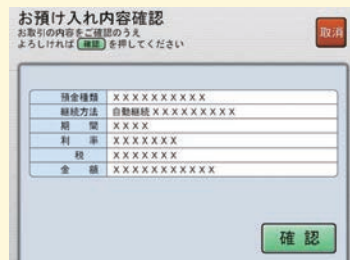 お預け入れ内容確認
お取引の内容をご確認のうえ
よろしければ 確認 を押してください
取消
預金種類 XXXXXXXXXX
継続方法 自動継続XXXXXXXXX
期　間 XXXX
利　率 XXXXXXX
税 XXXXXXX
金　額 XXXXXXXXXXX
確認